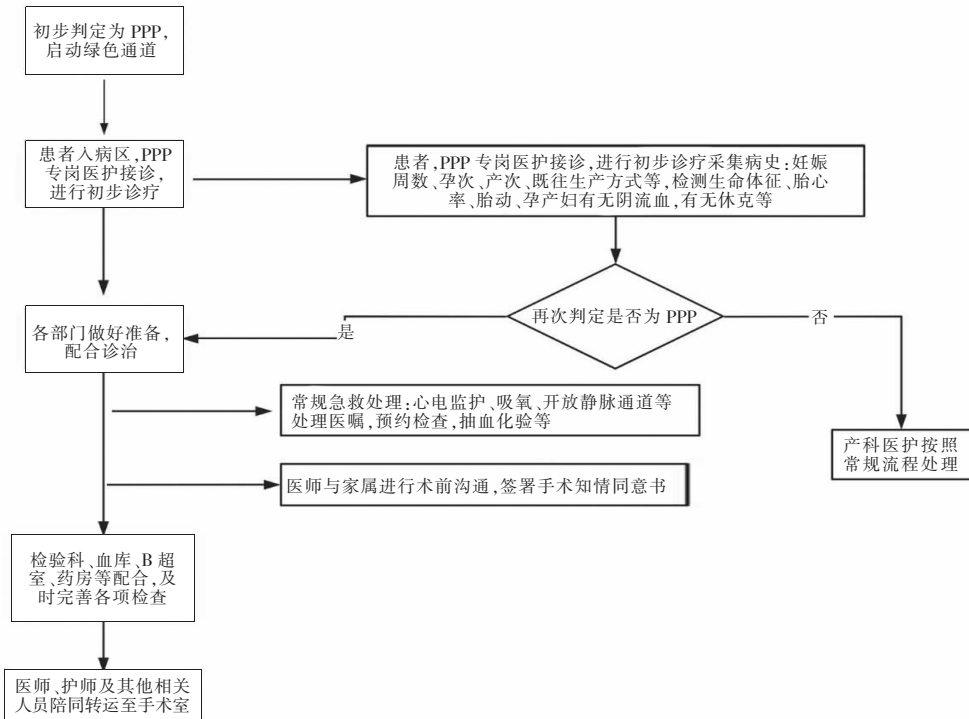 初步判定为 PPP,
启动绿色通道
患者入病区,PPP
专岗医护接诊,
进行初步诊疗
患者,PPP 专岗医护接诊,进行初步诊疗采集病史:妊娠
周数、孕次、产次、既往生产方式等,检测生命体征、胎心
率、胎动、孕产妇有无阴流血,有无休克等
再次判定是否为 PPP
是
否
各部门做好准备,
配合诊治
常规急救处理:心电监护、吸氧、开放静脉通道等
处理医嘱,预约检查,抽血化验等
产科医护按照
常规流程处理
医师与家属进行术前沟通,签署手术知情同意书
检验科、血库、B 超
室、药房等配合,及
时完善各项检查
医师、护师及其他相关
人员陪同转运至手术室